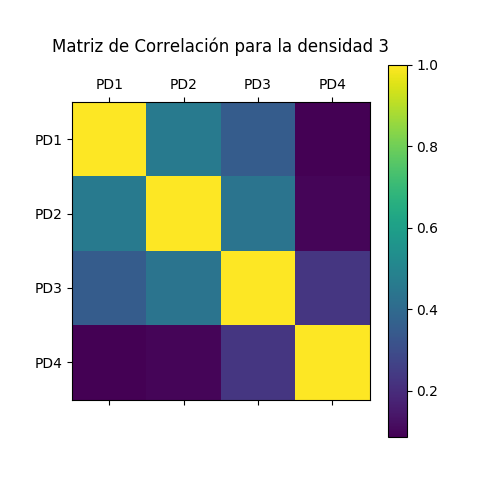 Matriz de Correlación para la densidad 3
PD1 PD2 PD3 PD4
PD1
PD2
PD3
PD4
1.0
0.8
0.6
0.4
0.2